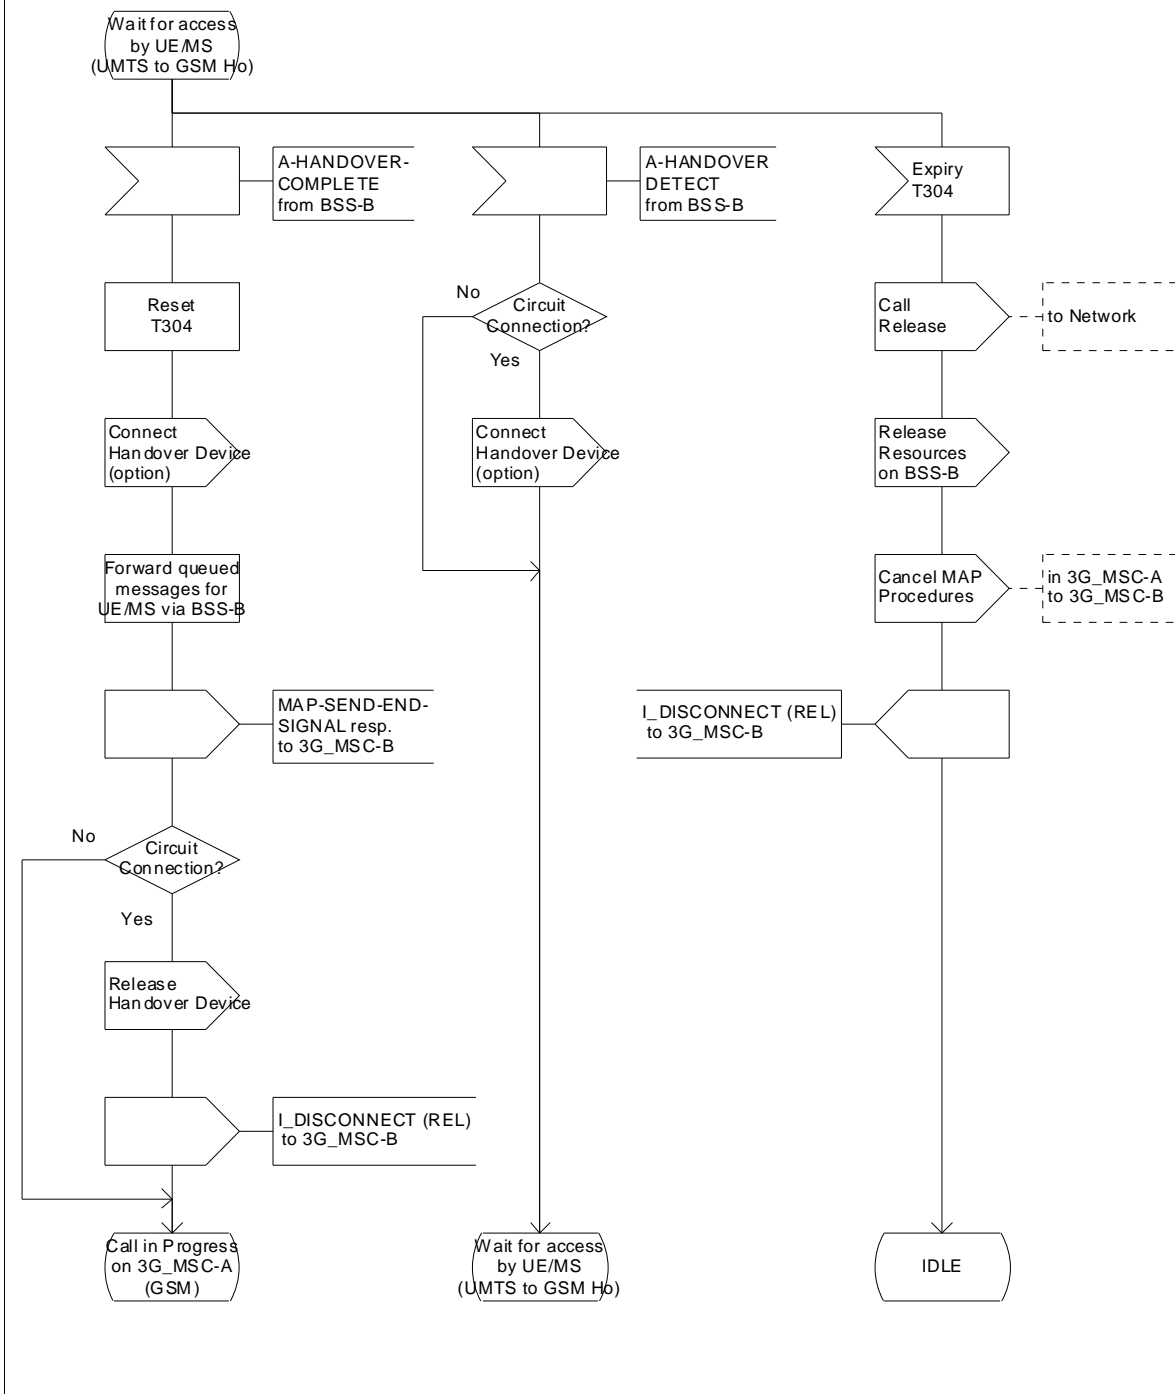 Wait for access
by UE/MS
(UMTS to GSM Ho)
A-HANDOVER-
COMPLETE
from BSS-B
A-HANDOVER
DETECT
from BSS-B
Expiry
T304
Reset
T304
No
Circuit
Connection?
Yes
Call
Release
to Network
Connect
Handover Device
(option)
Connect
Handover Device
(option)
Release
Resources
on BSS-B
Forward queued
messages for
UE/MS via BSS-B
Cancel MAP
Procedures
in 3G_MSC-A
to 3G_MSC-B
MAP-SEND-END-
SIGNAL resp.
to 3G_MSC-B
I_DISCONNECT (REL)
to 3G_MSC-B
No
Circuit
Connection?
Yes
Release
Handover Device
I_DISCONNECT (REL)
to 3G_MSC-B
Call in Progress
on 3G_MSC-A
(GSM)
Wait for access
by UE/MS
(UMTS to GSM Ho)
IDLE